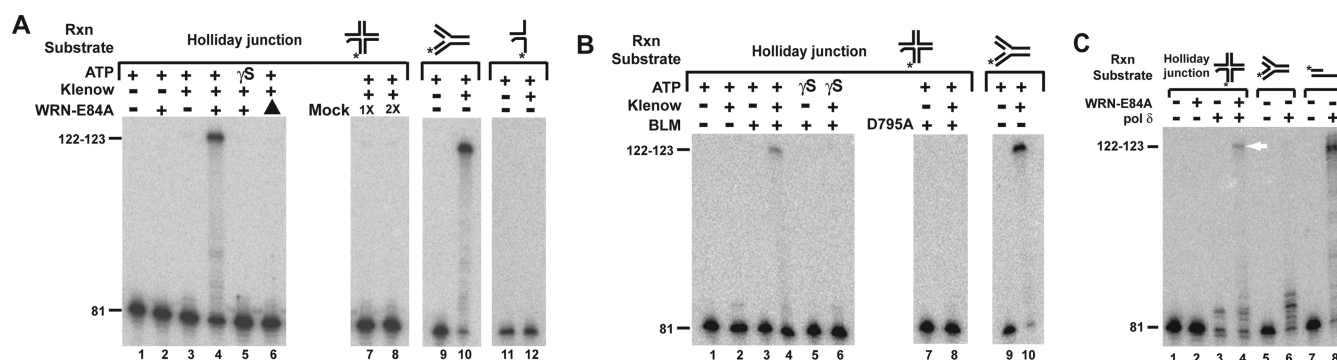 A
Rxn
Substrate
Holliday junction
*
*
*
ATP + + + + γS + + + - + + +
Klenow - - + + + + + + - + - +
WRN-E84A - + - + + ▲ Mock 1X 2X - - - -
122-123
81
1 2 3 4 5 6 7 8 9 10 11 12
B
Rxn
Substrate
Holliday junction
*
*
ATP + + + + γS γS + + + +
Klenow - + - + - + - + - +
BLM - - + + + + D795A + + - -
122-123
81
1 2 3 4 5 6 7 8 9 10
C
Rxn
Substrate
Holliday
junction
*
*
*
WRN-E84A - + - + - - - -
pol δ - - + + - + - +
122-123
81
1 2 3 4 5 6 7 8